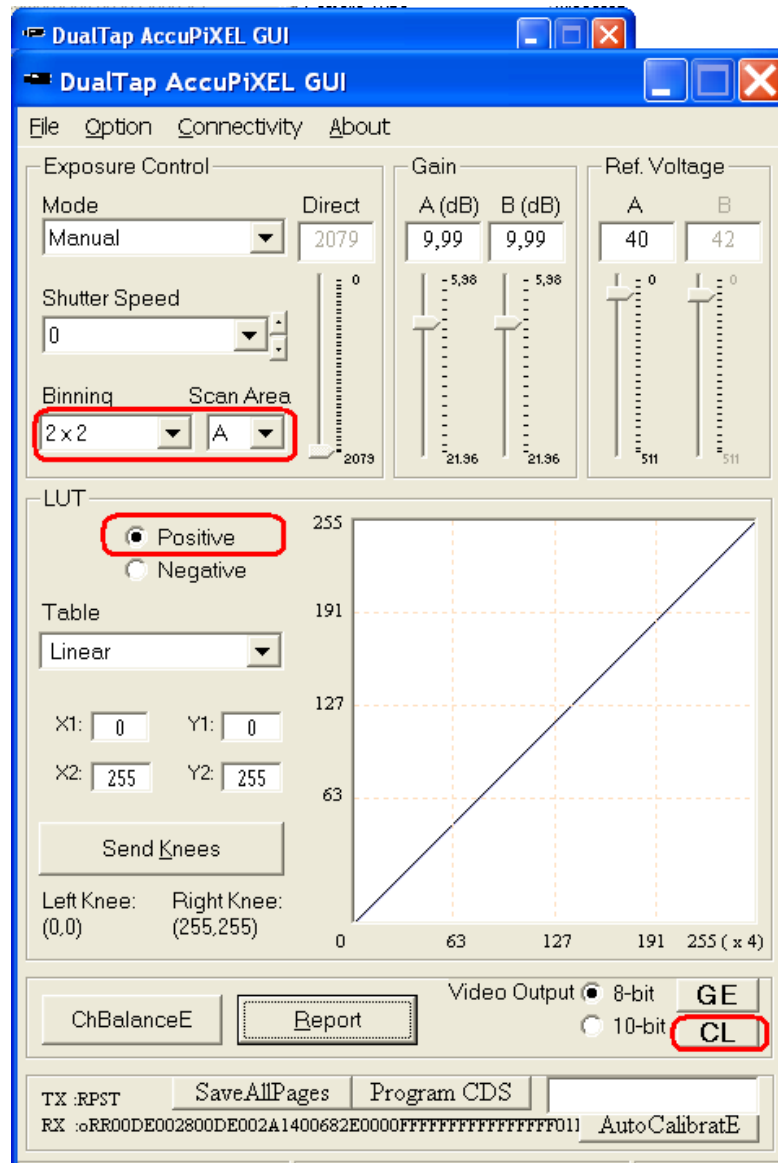 DualTap AccuPiXEL GUI
DualTap AccuPiXEL GUI
File Option Connectivity About
Exposure Control
Mode Direct
Manual 2079
0
Shutter Speed
0
Binning Scan Area
2 x 2 A
2079
Gain
A (dB) B (dB)
9,99 9,99
5,98 5,98
21.96 21.96
Ref. Voltage
A B
40 42
0 0
511 511
LUT
Positive
Negative
Table
Linear
X1: 0 Y1: 0
X2: 255 Y2: 255
Send Knees
Left Knee: Right Knee:
(0,0) (255,255)
255
191
127
63
0 63 127 191 255 ( x 4)
ChBalanceE Report
Video Output 8-bit GE
10-bit CL
TX :RPST SaveAllPages Program CDS
RX :oRR00DE002800DE002A1400682E0000FFFFFFFFFFFFFFFF011 AutoCalibratE